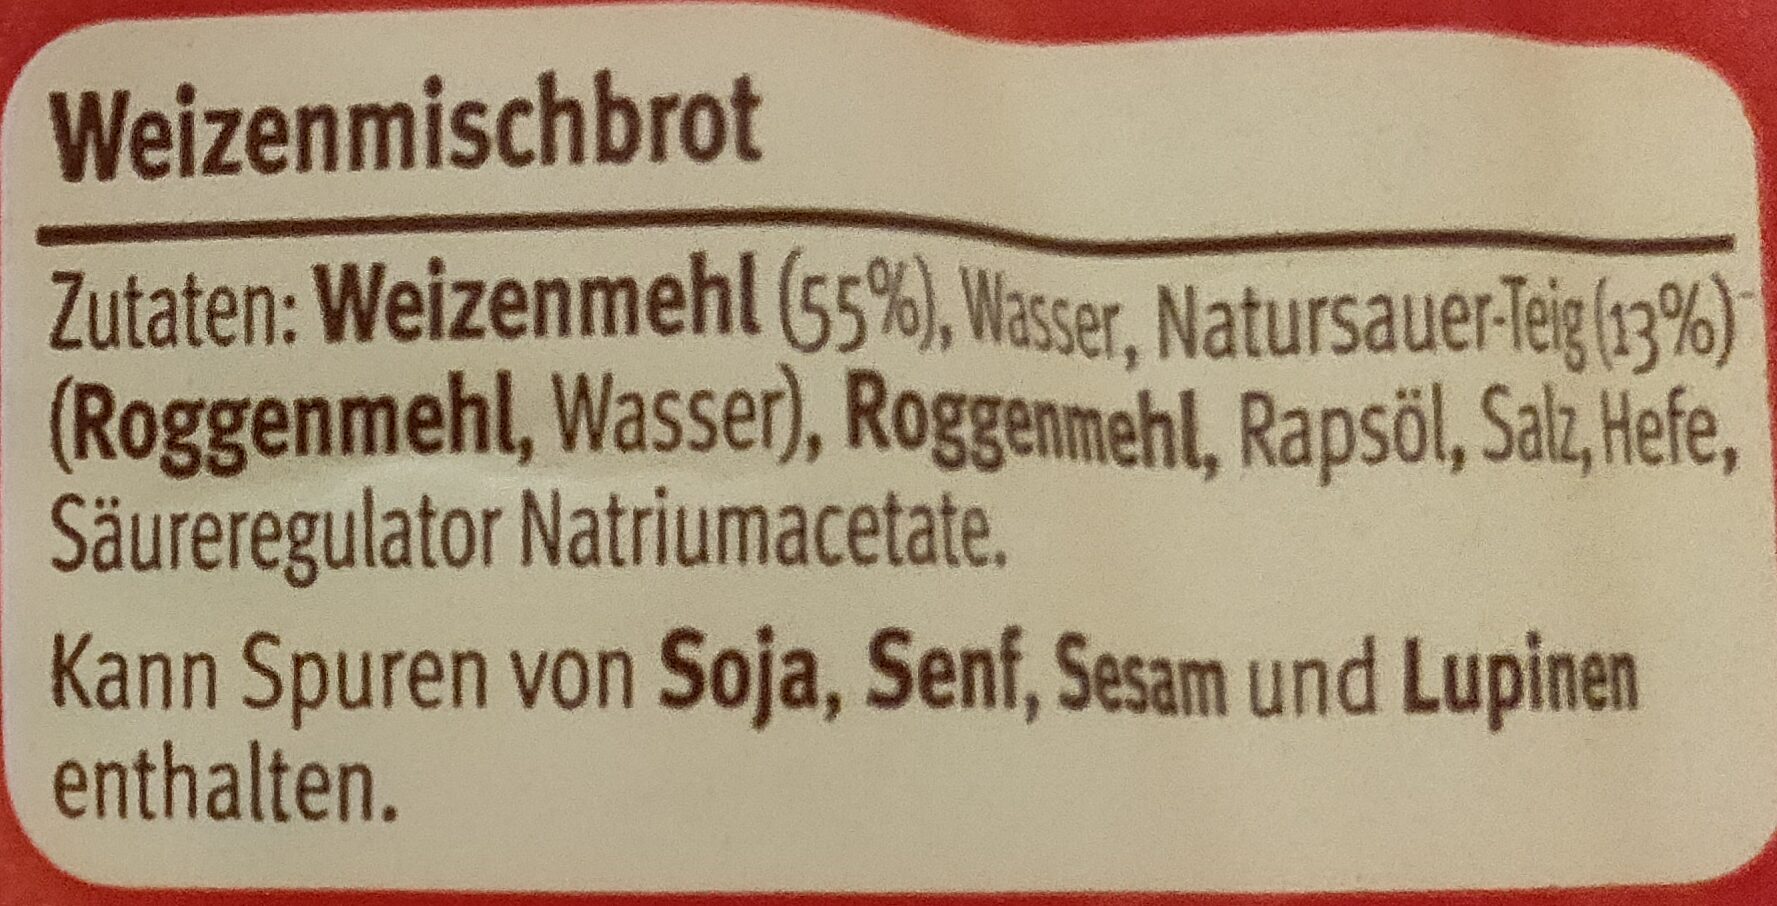 Weizenmischbrot
Zutaten: Weizenmehl (55%), Wasser, Natursauer-Teig (13%)
(Roggenmehl, Wasser), Roggenmehl, Rapsöl, Salz, Hefe,
Säureregulator Natriumacetate.
Kann Spuren von Soja, Senf, Sesam und Lupinen
enthalten.